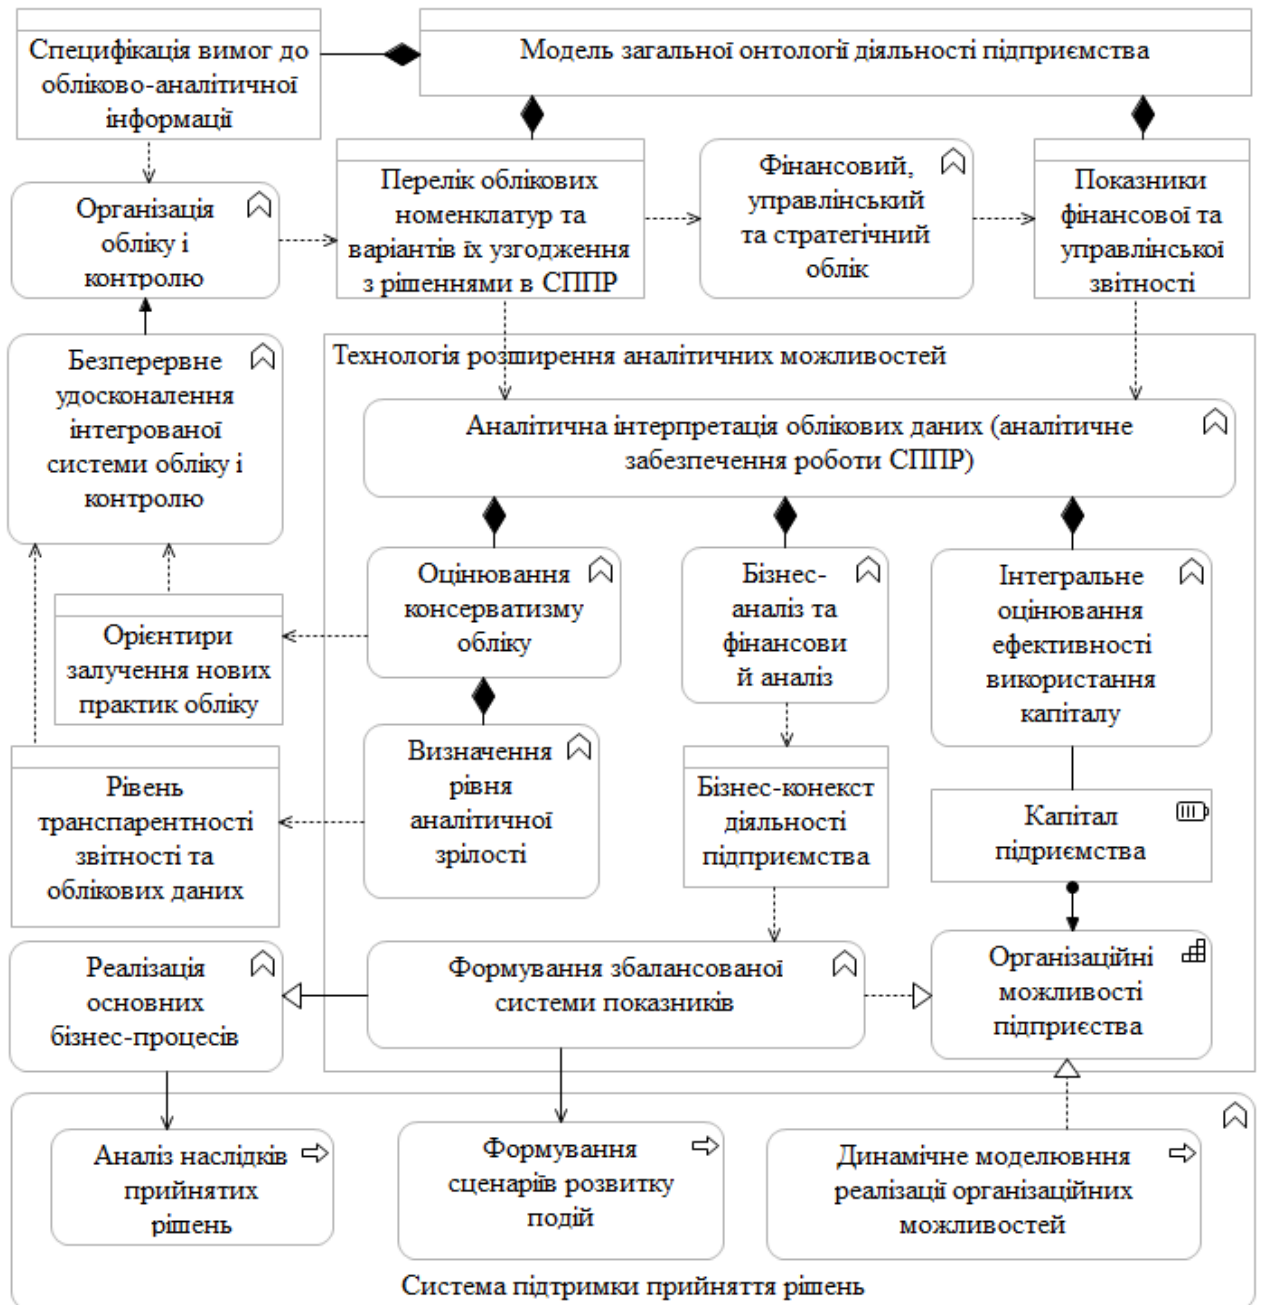 Специфікація вимог до
обліково-аналітичної
інформації
Модель загальної онтології діяльності підприємства
Організація
обліку і
контролю
Перелік облікових
номенклатур та
варіантів їх узгодження
з рішеннями в СППР
Фінансовий,
управлінський
та стратегічний
облік
Показники
фінансової та
управлінської
звітності
Безперервне
удосконалення
інтегрованої
системи обліку і
контролю
Технологія розширення аналітичних можливостей
Аналітична інтерпретація облікових даних (аналітичне
забезпечення роботи СППР)
Оцінювання
консерватизму
обліку
Бізнес-
аналіз та
фінансови
й аналіз
Інтегральне
оцінювання
ефективності
використання
капіталу
Орієнтири
залучення нових
практик обліку
Визначення
рівня
аналітичної
зрілості
Рівень
транспарентності
звітності та
облікових даних
Бізнес-конекст
діяльності
підприємства
Капітал
підриємства
Реалізація
основних
бізнес-процесів
Формування збалансованої
системи показників
Організаційні
можливості
підприєства
Аналіз наслідків
прийнятих
рішень
Формування
сценаріїв розвитку
подій
Динамічне моделювння
реалізації організаційних
можливостей
Система підтримки прийняття рішень